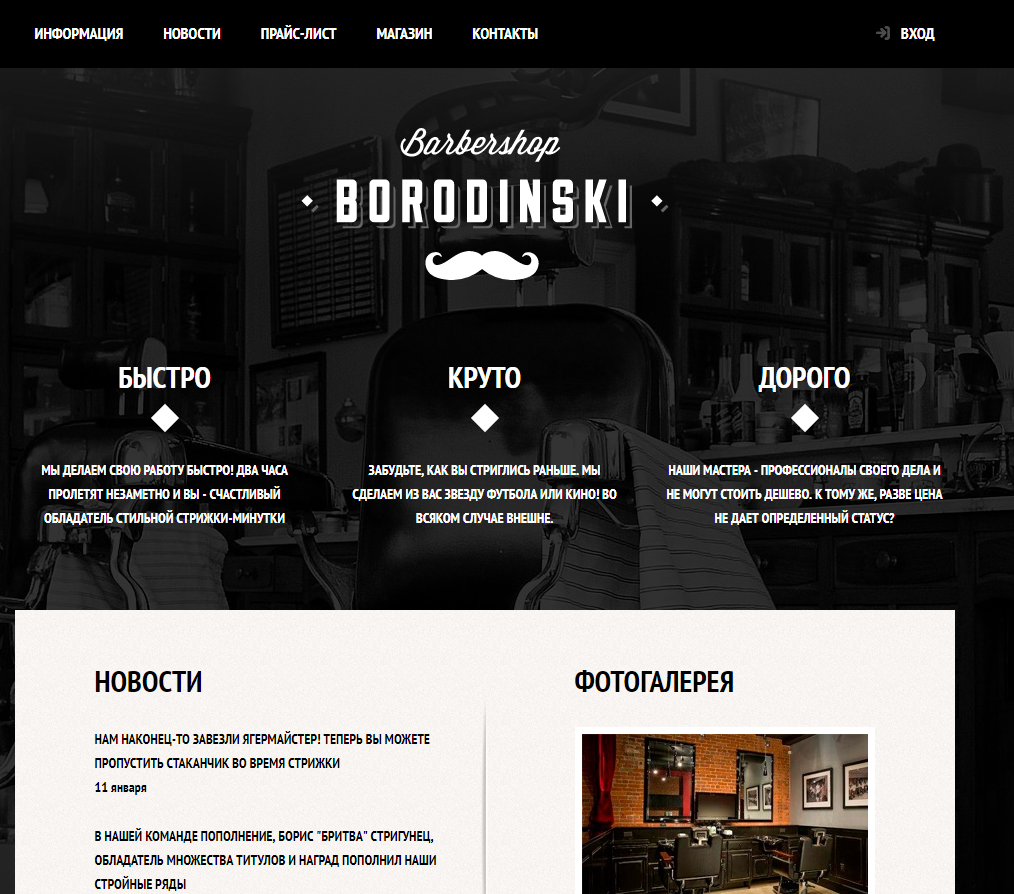 ИНФОРМАЦИЯ НОВОСТИ ПРАЙС-ЛИСТ МАГАЗИН КОНТАКТЫ ВХОД
Barbershop
BORODINSKI
БЫСТРО
МЫ ДЕЛАЕМ СВОЮ РАБОТУ БЫСТРО! ДВА ЧАСА
ПРОЛЕТЯТ НЕЗАМЕТНО И ВЫ - СЧАСТЛИВЫЙ
ОБЛАДАТЕЛЬ СТИЛЬНОЙ СТРИЖКИ-МИНУТКИ
КРУТО
ЗАБУДЬТЕ, КАК ВЫ СТРИГЛИСЬ РАНЬШЕ. МЫ
СДЕЛАЕМ ИЗ ВАС ЗВЕЗДУ ФУТБОЛА ИЛИ КИНО! ВО
ВСЯКОМ СЛУЧАЕ ВНЕШНЕ.
ДОРОГО
НАШИ МАСТЕРА - ПРОФЕССИОНАЛЫ СВОЕГО ДЕЛА И
НЕ МОГУТ СТОИТЬ ДЕШЕВО. К ТОМУ ЖЕ, РАЗВЕ ЦЕНА
НЕ ДАЕТ ОПРЕДЕЛЕННЫЙ СТАТУС?
НОВОСТИ
НАМ НАКОНЕЦ-ТО ЗАВЕЗЛИ ЯГЕРМАЙСТЕР! ТЕПЕРЬ ВЫ МОЖЕТЕ
ПРОПУСТИТЬ СТАКАНЧИК ВО ВРЕМЯ СТРИЖКИ
11 января
В НАШЕЙ КОМАНДЕ ПОПОЛНЕНИЕ, БОРИС "БРИТВА" СТРИГУНЕЦ,
ОБЛАДАТЕЛЬ МНОЖЕСТВА ТИТУЛОВ И НАГРАД ПОПОЛНИЛ НАШИ
СТРОЙНЫЕ РЯДЫ
ФОТОГАЛЕРЕЯ